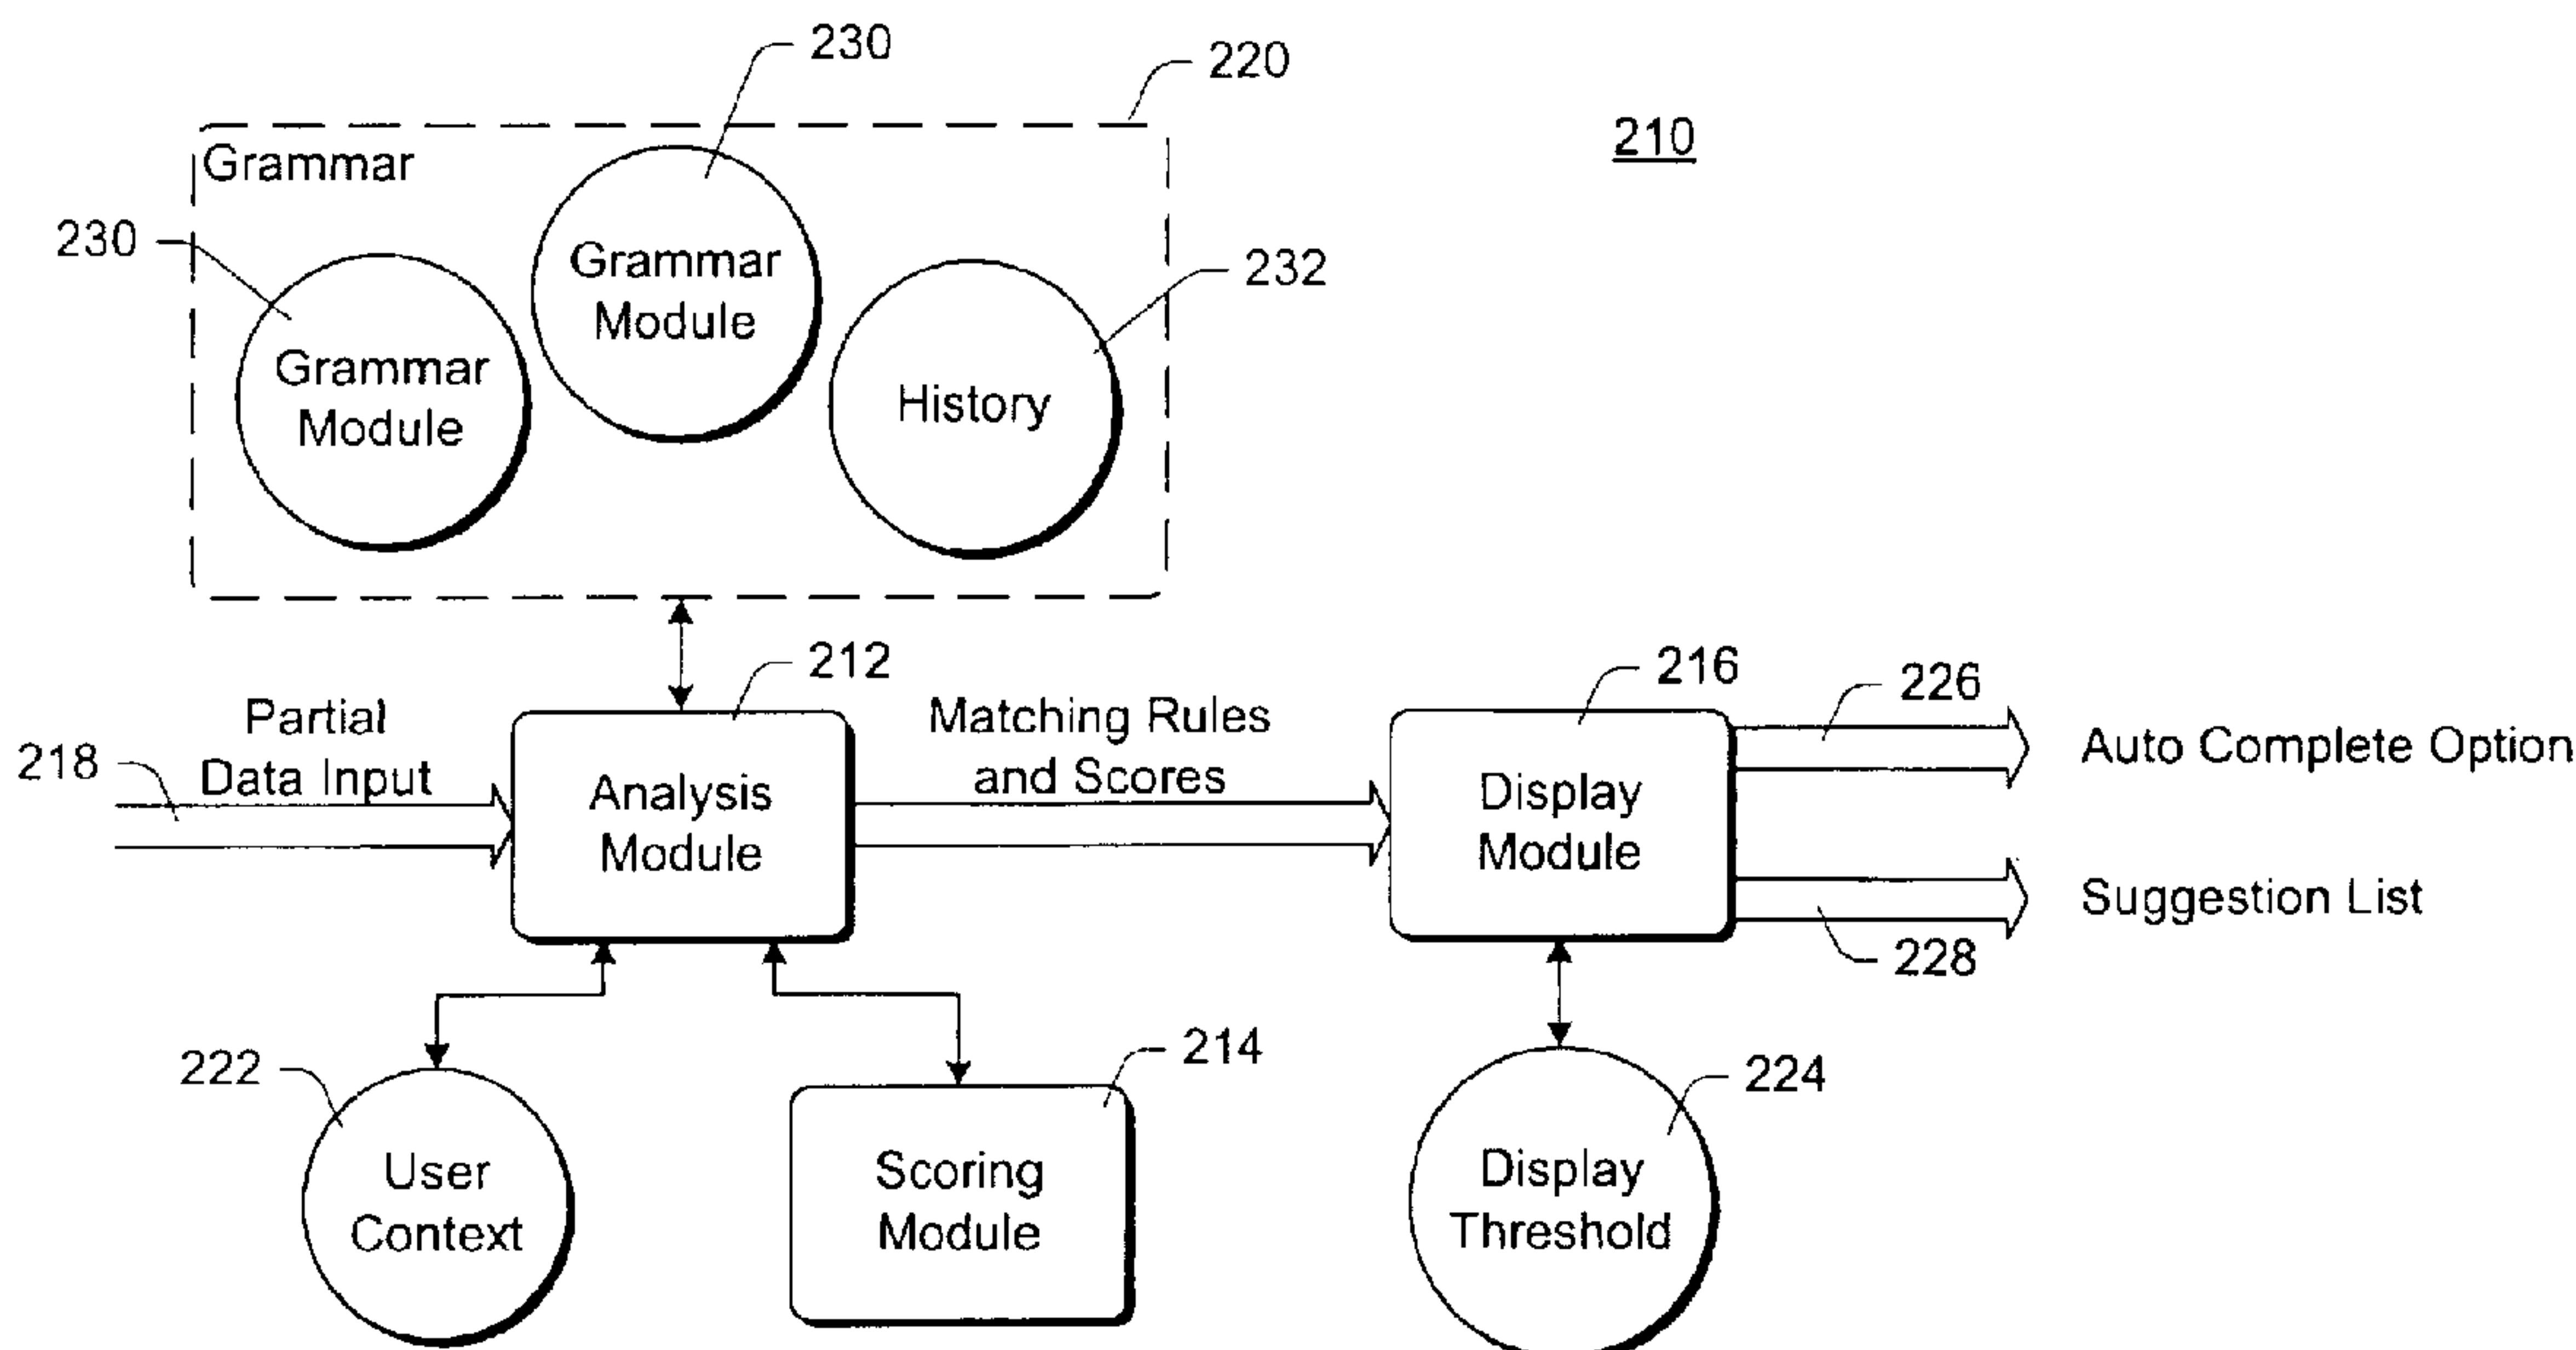 230
220
210
Grammar
230
Grammar
Module
232
Grammar
Module
History
212
216
226
Partial
Data Input
Matching Rules
and Scores
218
Analysis
Module
Display
Module
Auto Complete Option
Suggestion List
228
222
214
224
User
Context
Scoring
Module
Display
Threshold